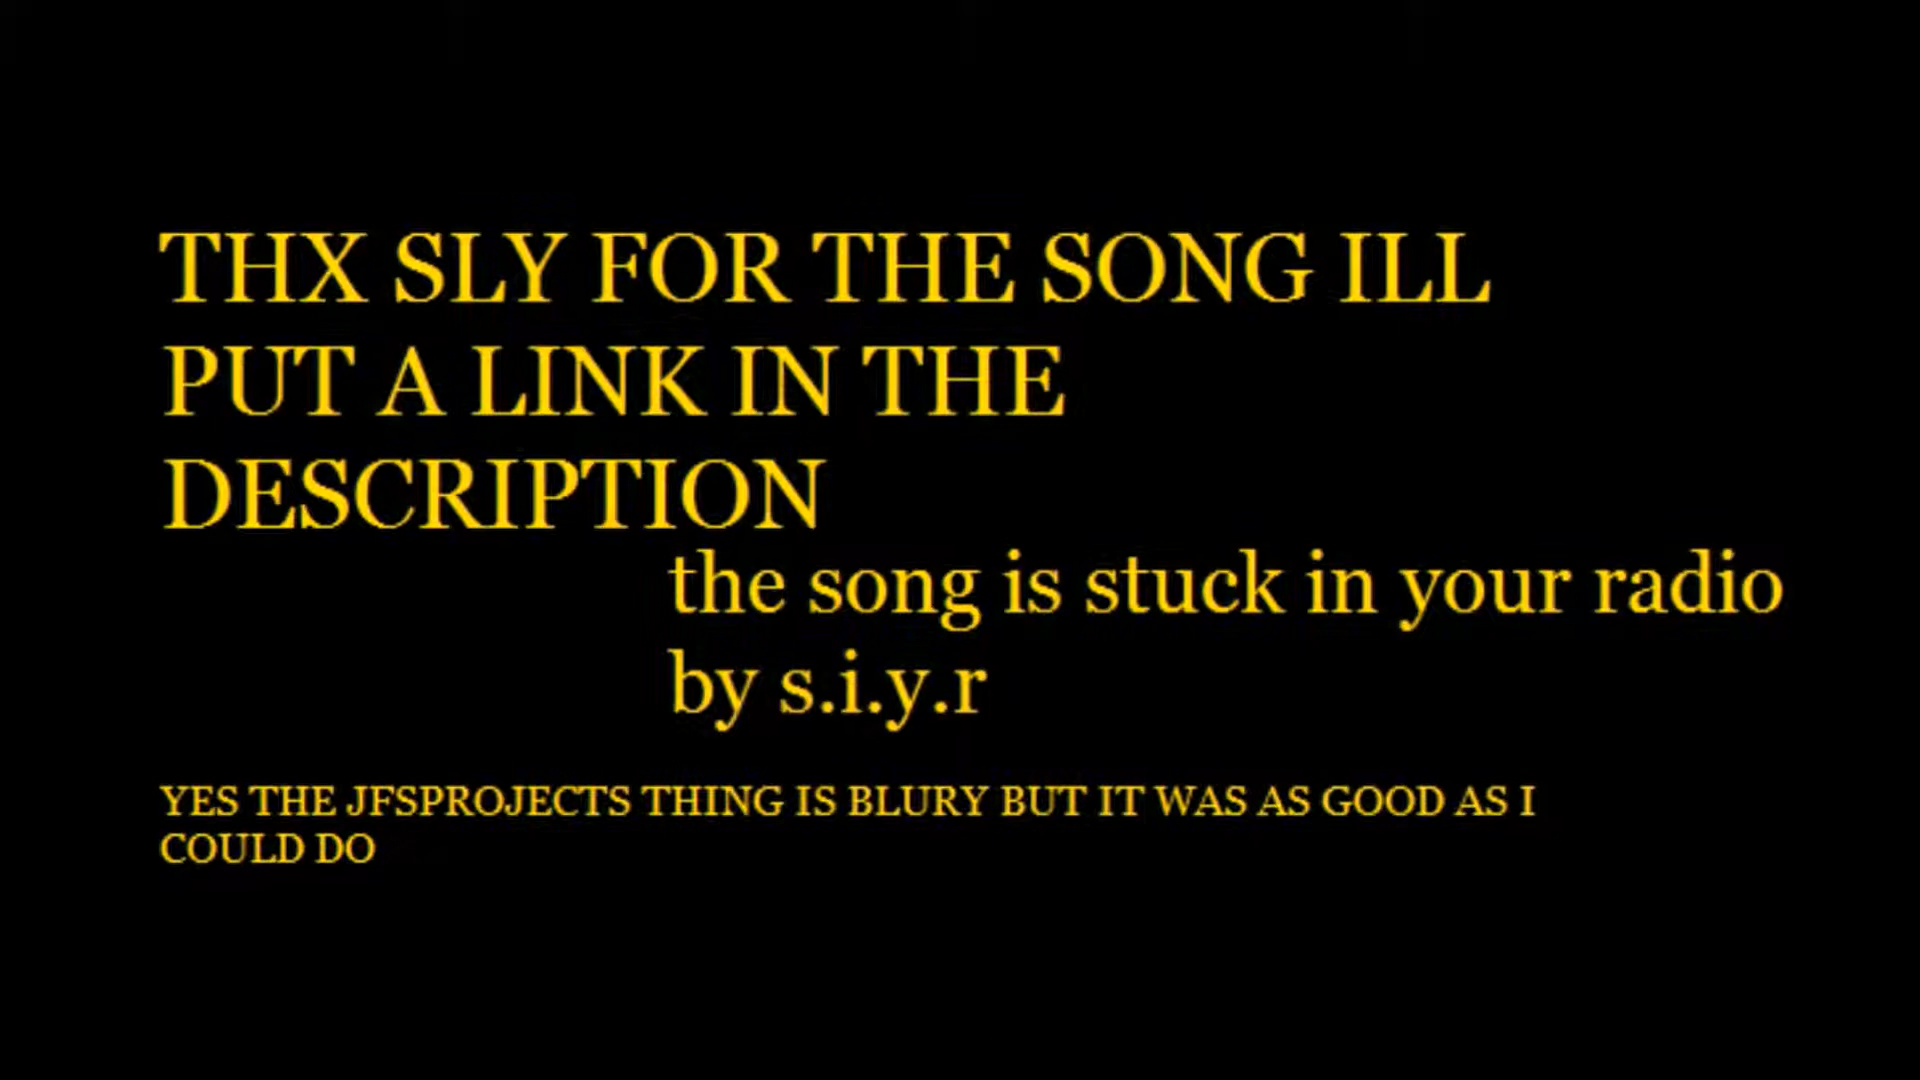 THX SLY FOR THE SONG ILL
PUT A LINK IN THE
DESCRIPTION
the song is stuck in your radio
by s.i.y.r
YES THE JFSPROJECTS THING IS BLURY BUT IT WAS AS GOOD AS I
COULD DO